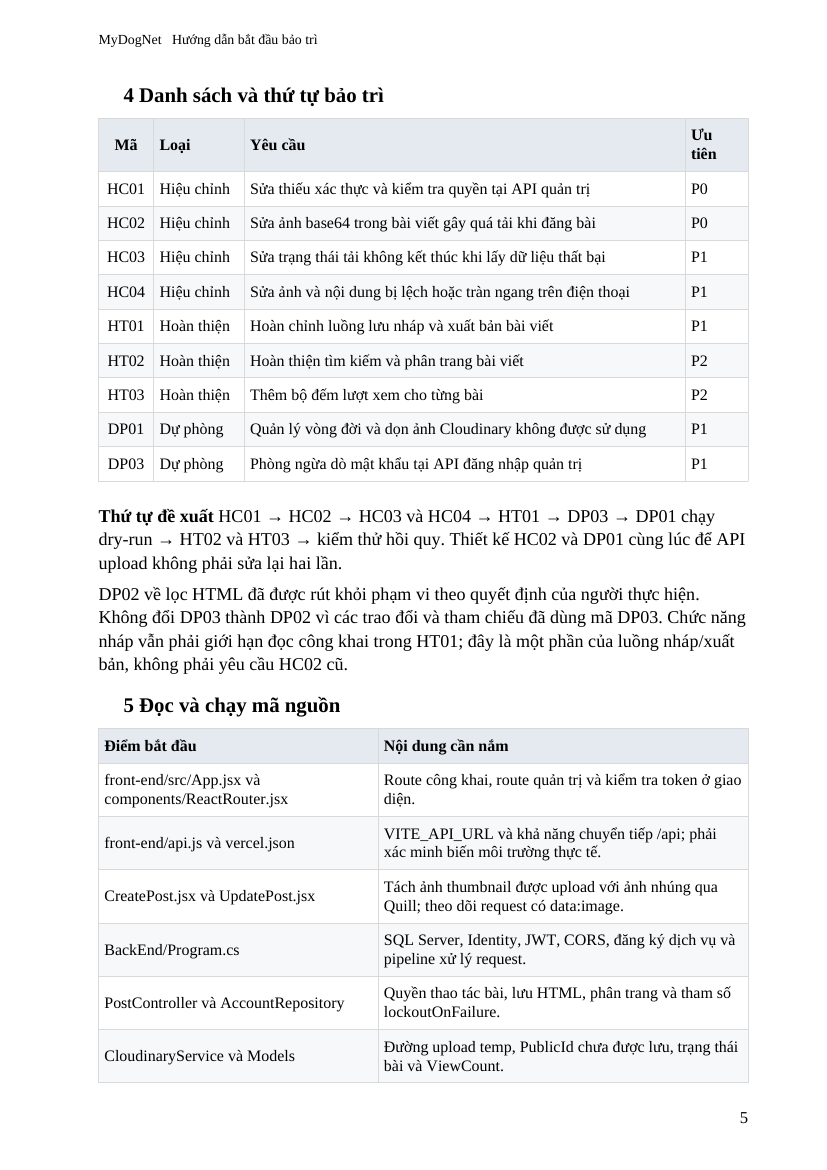 MyDogNet Hướng dẫn bắt đầu bảo trì
4 Danh sách và thứ tự bảo trì
Mã Loại Yêu cầu Ưu tiên
HC01 Hiệu chỉnh Sửa thiếu xác thực và kiểm tra quyền tại API quản trị P0
HC02 Hiệu chỉnh Sửa ảnh base64 trong bài viết gây quá tải khi đăng bài P0
HC03 Hiệu chỉnh Sửa trạng thái tải không kết thúc khi lấy dữ liệu thất bại P1
HC04 Hiệu chỉnh Sửa ảnh và nội dung bị lệch hoặc tràn ngang trên điện thoại P1
HT01 Hoàn thiện Hoàn chỉnh luồng lưu nháp và xuất bản bài viết P1
HT02 Hoàn thiện Hoàn thiện tìm kiếm và phân trang bài viết P2
HT03 Hoàn thiện Thêm bộ đếm lượt xem cho từng bài P2
DP01 Dự phòng Quản lý vòng đời và dọn ảnh Cloudinary không được sử dụng P1
DP03 Dự phòng Phòng ngừa dò mật khẩu tại API đăng nhập quản trị P1
Thứ tự đề xuất HC01 → HC02 → HC03 và HC04 → HT01 → DP03 → DP01 chạy
dry-run → HT02 và HT03 → kiểm thử hồi quy. Thiết kế HC02 và DP01 cùng lúc để API
upload không phải sửa lại hai lần.
DP02 về lọc HTML đã được rút khỏi phạm vi theo quyết định của người thực hiện.
Không đổi DP03 thành DP02 vì các trao đổi và tham chiếu đã dùng mã DP03. Chức năng
nháp vẫn phải giới hạn đọc công khai trong HT01; đây là một phần của luồng nháp/xuất
bản, không phải yêu cầu HC02 cũ.
5 Đọc và chạy mã nguồn
Điểm bắt đầu Nội dung cần nắm
front-end/src/App.jsx và
components/ReactRouter.jsx
Route công khai, route quản trị và kiểm tra token ở giao
diện.
front-end/api.js và vercel.json
VITE_API_URL và khả năng chuyển tiếp /api; phải
xác minh biến môi trường thực tế.
CreatePost.jsx và UpdatePost.jsx
Tách ảnh thumbnail được upload với ảnh nhúng qua
Quill; theo dõi request có data:image.
BackEnd/Program.cs
SQL Server, Identity, JWT, CORS, đăng ký dịch vụ và
pipeline xử lý request.
PostController và AccountRepository
Quyền thao tác bài, lưu HTML, phân trang và tham số
lockoutOnFailure.
CloudinaryService và Models
Đường upload temp, PublicId chưa được lưu, trạng thái
bài và ViewCount.
5